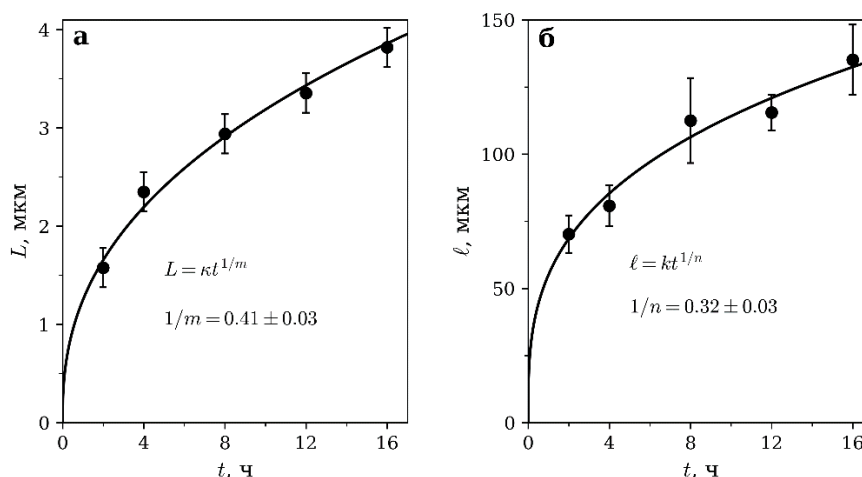 а
4
3
2
1
0
L, мкм
L = κt^{1/m}
1/m = 0.41 ± 0.03
0 4 8 12 16
t, ч
б
150
100
50
0
ℓ, мкм
ℓ = kt^{1/n}
1/n = 0.32 ± 0.03
0 4 8 12 16
t, ч